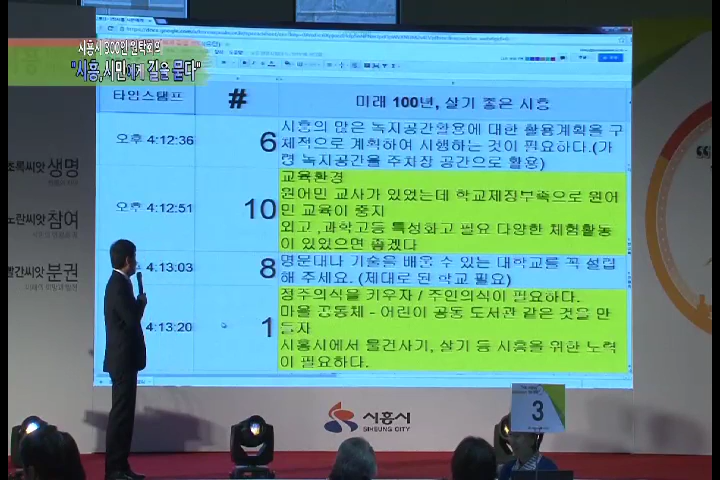 시흥시 300인 원탁회의
"시흥, 시민에게 길을 묻다"
타임스탬프 # 미래 100년, 살기 좋은 시흥
오후 4:12:36 6 시흥의 많은 녹지공간활용에 대한 활용계획을 구
체적으로 계획하여 시행하는 것이 필요하다.(가
령 녹지공간을 주차장 공간으로 활용)
오후 4:12:51 10 교육환경
원어민 교사가 있었는데 학교재정부족으로 원어
민 교육이 중지
외고 ,과학고등 특성화고 필요 다양한 체험활동
이 있있으면 좋겠다
4:13:03 8 명문대나 기술을 배울 수 있는 대학교를 꼭 설립
해 주세요. (제대로 된 학교 필요)
4:13:20 1 정주의식을 키우자 / 주인의식이 필요하다.
마을 공동체 - 어린이 공동 도서관 같은 것을 만
들자
시흥시에서 물건사기, 살기 등 시흥을 위한 노력
이 필요하다.
초록씨앗 생명
노란씨앗 참여
빨간씨앗 분권
시흥시
SIHEUNG CITY
3